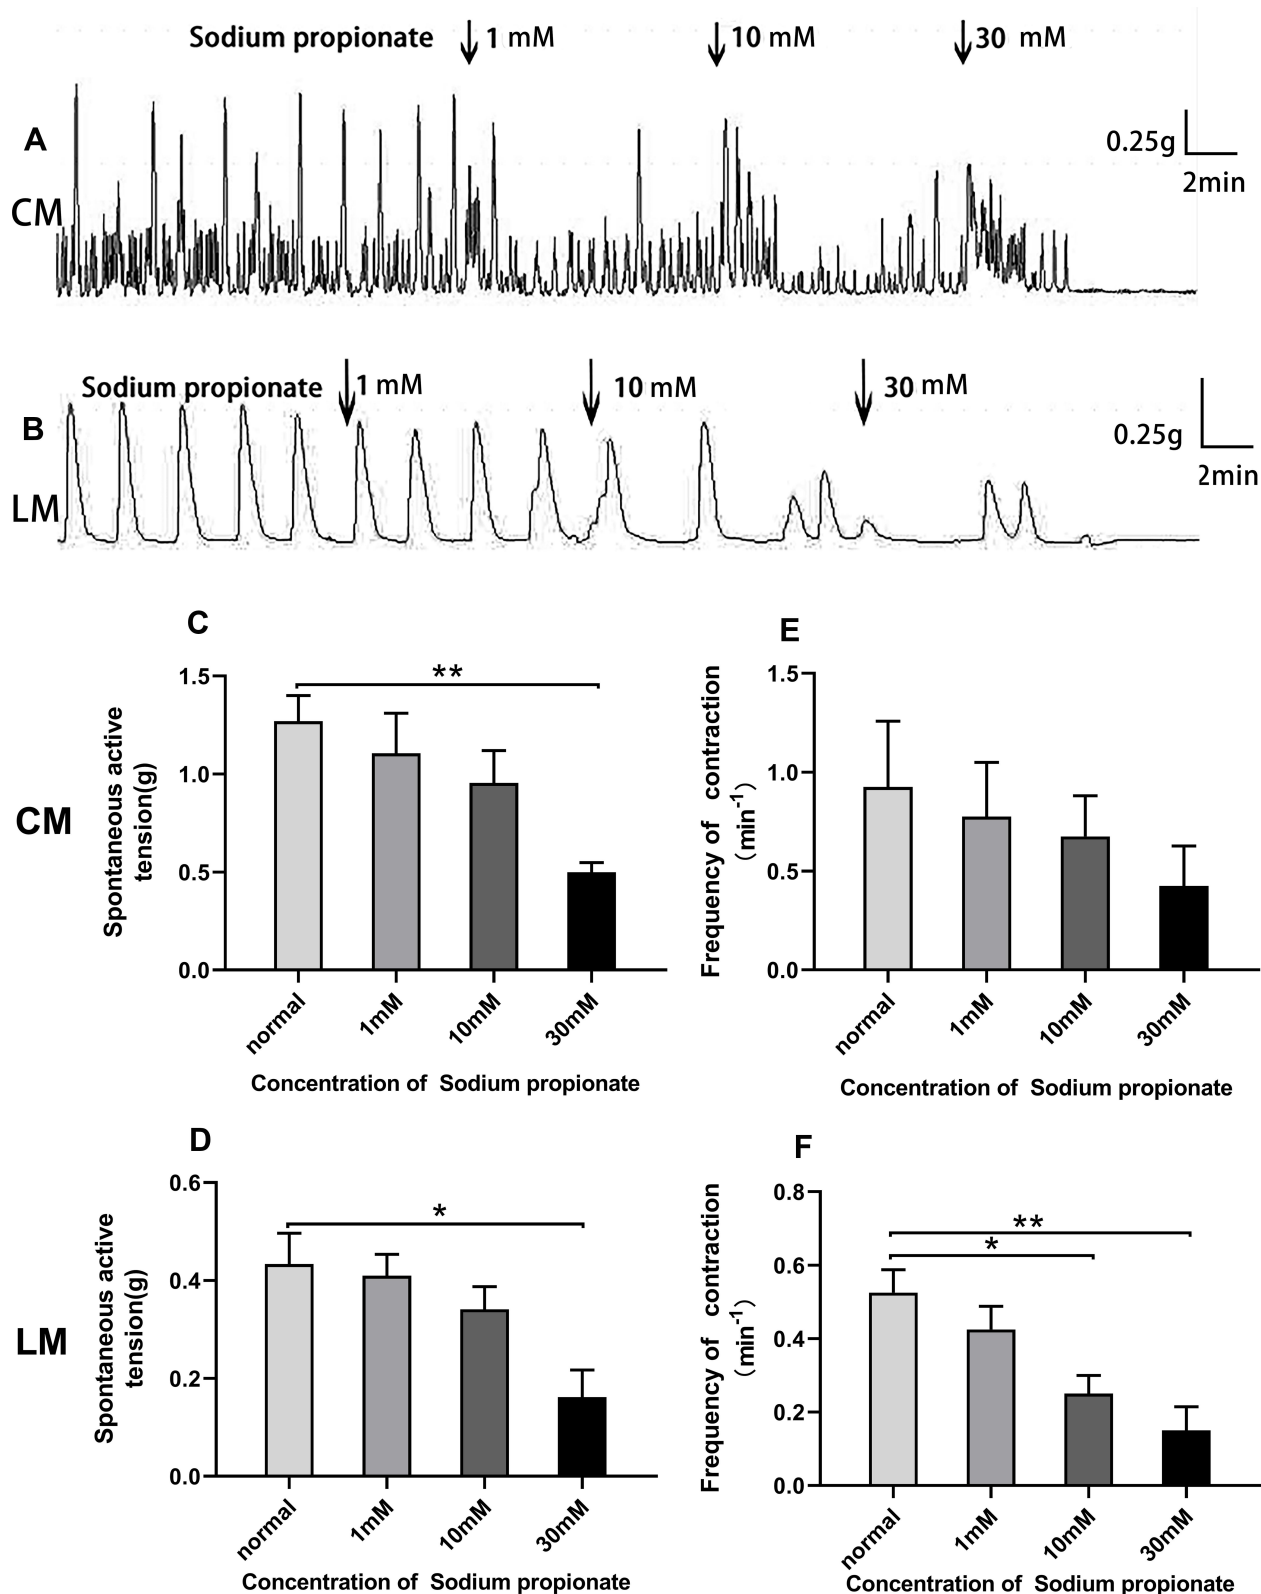 Sodium propionate 1 mM 10 mM 30 mM
A
0.25g
2min
CM
Sodium propionate 1 mM 10 mM 30 mM
B
0.25g
2min
LM
C
**
1.5
1.0
0.5
0.0
Spontaneous active
tension(g)
CM
normal 1mM 10mM 30mM
Concentration of Sodium propionate
E
1.5
1.0
0.5
0.0
Frequency of contraction
(min-1)
normal 1mM 10mM 30mM
Concentration of Sodium propionate
D
*
0.6
0.4
0.2
0.0
Spontaneous active
tension(g)
LM
normal 1mM 10mM 30mM
Concentration of Sodium propionate
F
**
*
0.8
0.6
0.4
0.2
0.0
Frequency of contraction
(min-1)
normal 1mM 10mM 30mM
Concentration of Sodium propionate